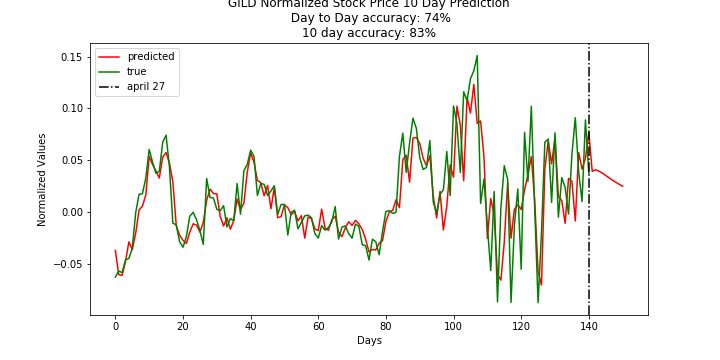 GILD Normalized Stock Price 10 Day Prediction
Day to Day accuracy: 74%
10 day accuracy: 83%
predicted
true
april 27
0.15
0.10
0.05
0.00
−0.05
Normalized Values
0 20 40 60 80 100 120 140
Days